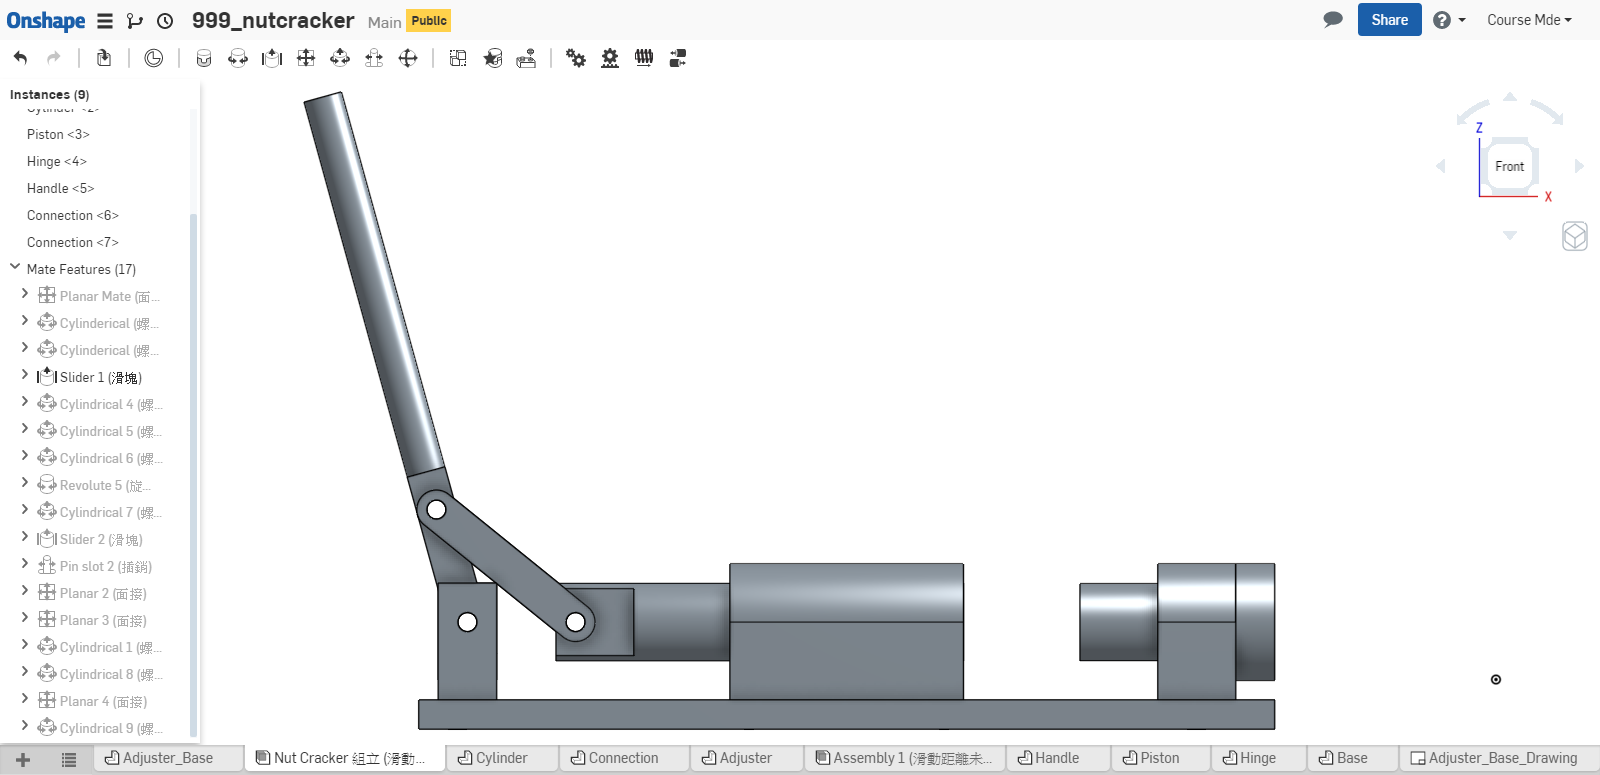 Onshape 999_nutcracker Main Public Share Course Mde
Instances (9)
Cylinder <2>
Piston <3>
Hinge <4>
Handle <5>
Connection <6>
Connection <7>
Mate Features (17)
Planar Mate (面...
Cylinderical (螺...
Cylinderical (螺...
Slider 1 (滑塊)
Cylindrical 4 (螺...
Cylindrical 5 (螺...
Cylindrical 6 (螺...
Revolute 5 (旋...
Cylindrical 7 (螺...
Slider 2 (滑塊)
Pin slot 2 (插銷)
Planar 2 (面接)
Planar 3 (面接)
Cylindrical 1 (螺...
Cylindrical 8 (螺...
Planar 4 (面接)
Cylindrical 9 (螺...
Z
Front
X
Adjuster_Base Nut Cracker 組立 (滑動... Cylinder Connection Adjuster Assembly 1 (滑動距離未... Handle Piston Hinge Base Adjuster_Base_Drawing